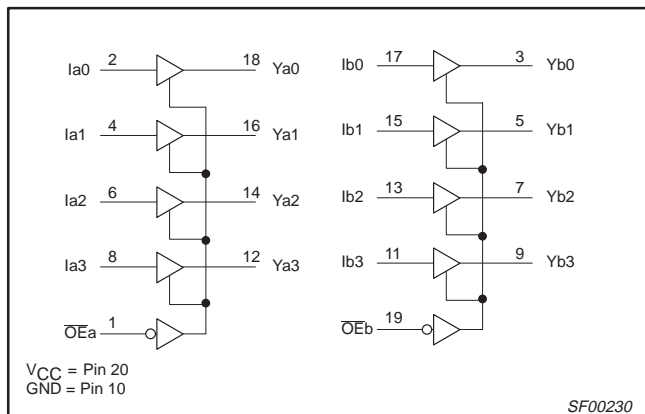 Ia0 2 18 Ya0
Ia1 4 16 Ya1
Ia2 6 14 Ya2
Ia3 8 12 Ya3
O̅E̅a 1
Ib0 17 3 Yb0
Ib1 15 5 Yb1
Ib2 13 7 Yb2
Ib3 11 9 Yb3
O̅E̅b 19
VCC = Pin 20
GND = Pin 10
SF00230